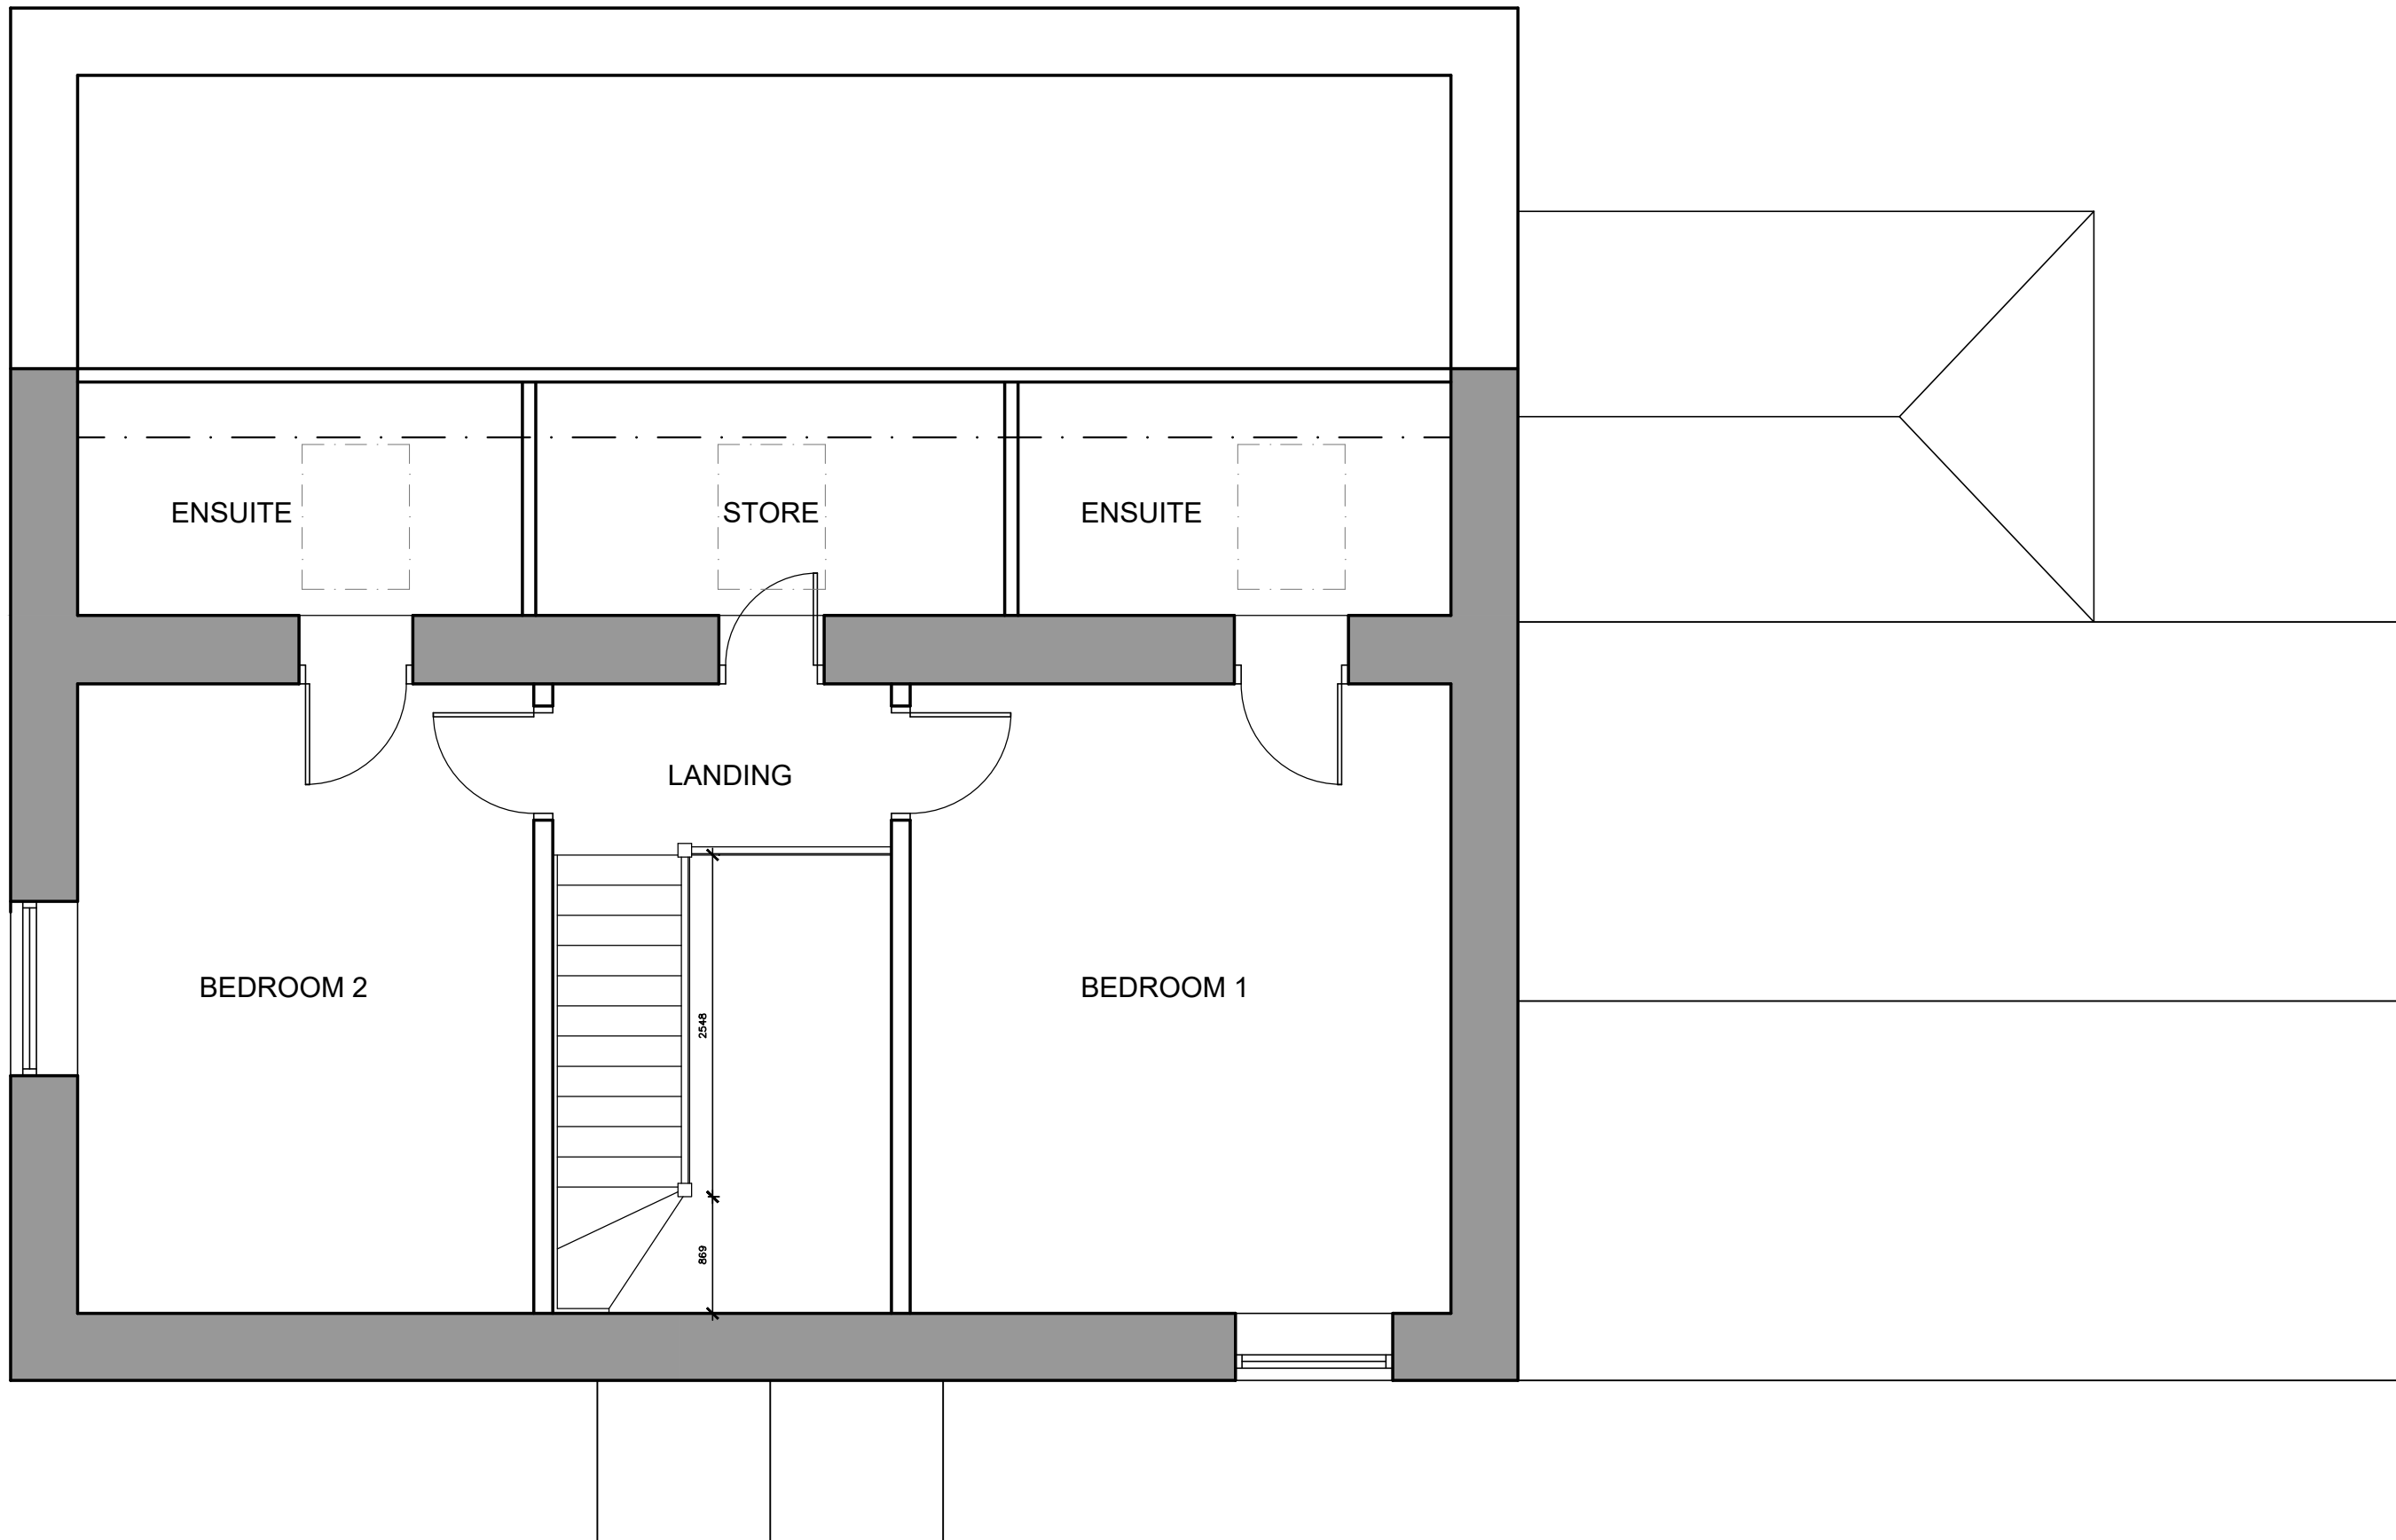 ENSUITE
STORE
ENSUITE
LANDING
BEDROOM 2
2548
BEDROOM 1
869